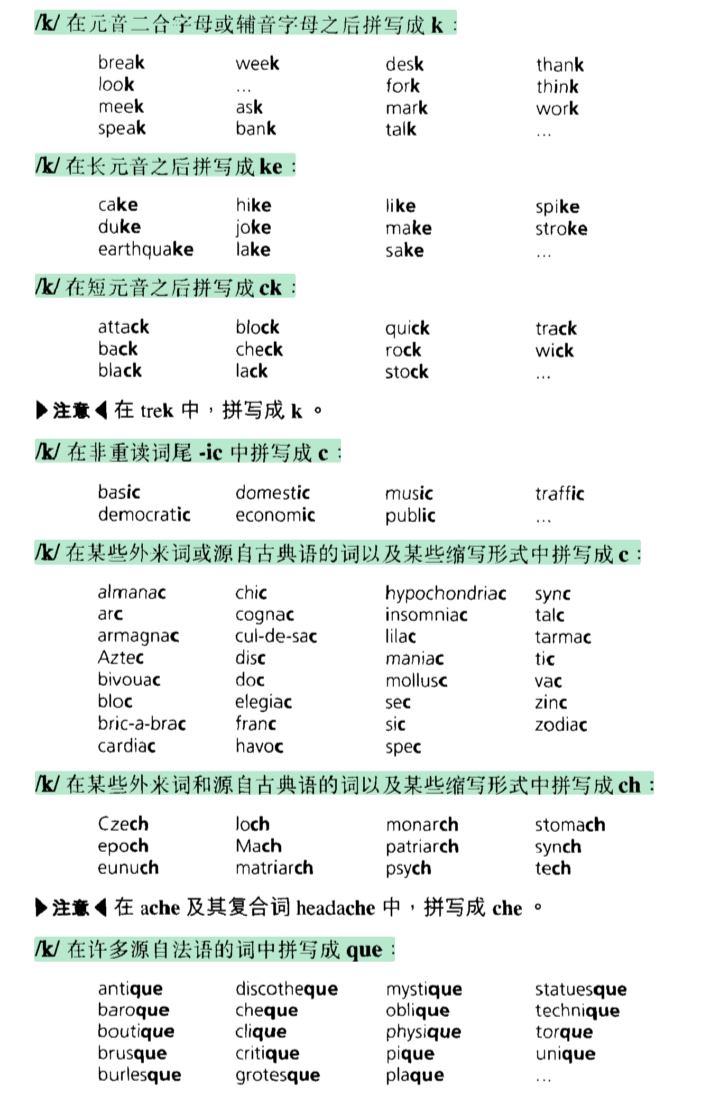 /k/ 在元音二合字母或辅音字母之后拼写成 k：
break week desk thank
look ... fork think
meek ask mark work
speak bank talk ...
/k/ 在长元音之后拼写成 ke：
cake hike like spike
duke joke make stroke
earthquake lake sake ...
/k/ 在短元音之后拼写成 ck：
attack block quick track
back check rock wick
black lack stock ...
▶注意◀ 在 trek 中，拼写成 k。
/k/ 在非重读词尾 -ic 中拼写成 c：
basic domestic music traffic
democratic economic public ...
/k/ 在某些外来词或源自古典语的词以及某些缩写形式中拼写成 c：
almanac chic hypochondriac sync
arc cognac insomniac talc
armagnac cul-de-sac lilac tarmac
Aztec disc maniac tic
bivouac doc mollusc vac
bloc elegiac sec zinc
bric-a-brac franc sic zodiac
cardiac havoc spec
/k/ 在某些外来词和源自古典语的词以及某些缩写形式中拼写成 ch：
Czech loch monarch stomach
epoch Mach patriarch synch
eunuch matriarch psych tech
▶注意◀ 在 ache 及其复合词 headache 中，拼写成 che。
/k/ 在许多源自法语的词中拼写成 que：
antique discotheque mystique statuesque
baroque cheque oblique technique
boutique clique physique torque
brusque critique pique unique
burlesque grotesque plaque ...